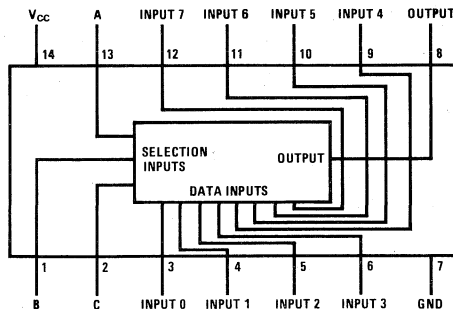 VCC A INPUT 7 INPUT 6 INPUT 5 INPUT 4 OUTPUT
14 13 12 11 10 9 8
SELECTION
INPUTS
OUTPUT
DATA INPUTS
1 2 3 4 5 6 7
B C INPUT 0 INPUT 1 INPUT 2 INPUT 3 GND